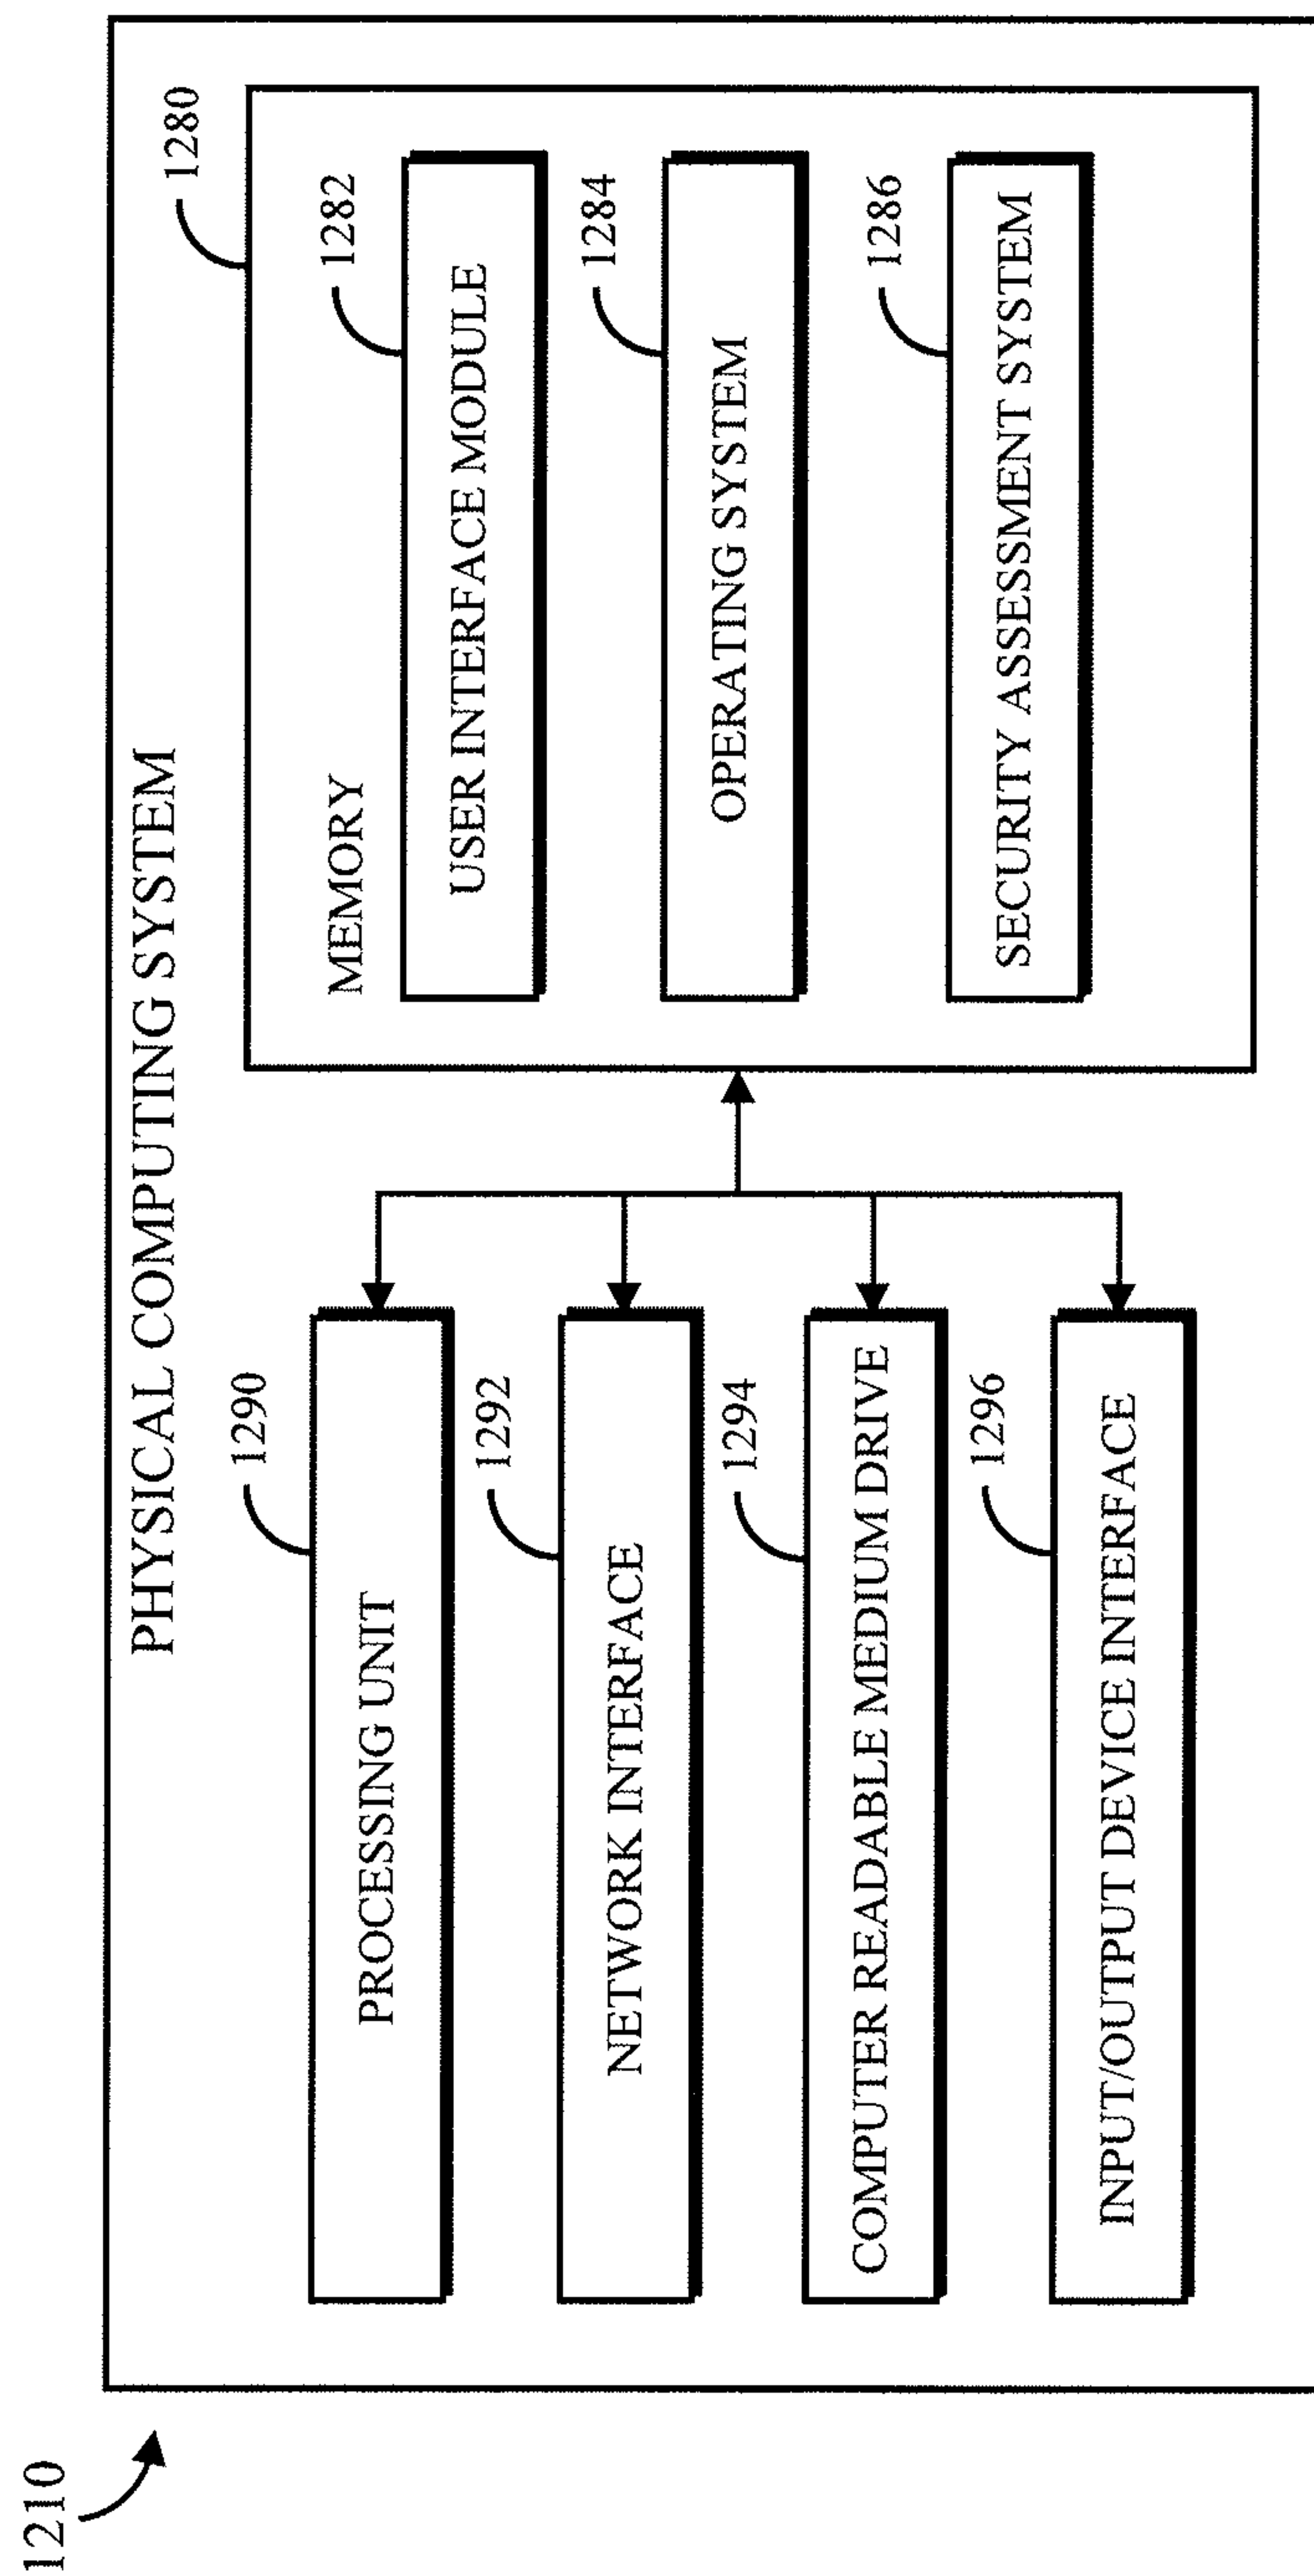 1210
PHYSICAL COMPUTING SYSTEM
1290
PROCESSING UNIT
1292
NETWORK INTERFACE
1294
COMPUTER READABLE MEDIUM DRIVE
1296
INPUT/OUTPUT DEVICE INTERFACE
1280
MEMORY
1282
USER INTERFACE MODULE
1284
OPERATING SYSTEM
1286
SECURITY ASSESSMENT SYSTEM